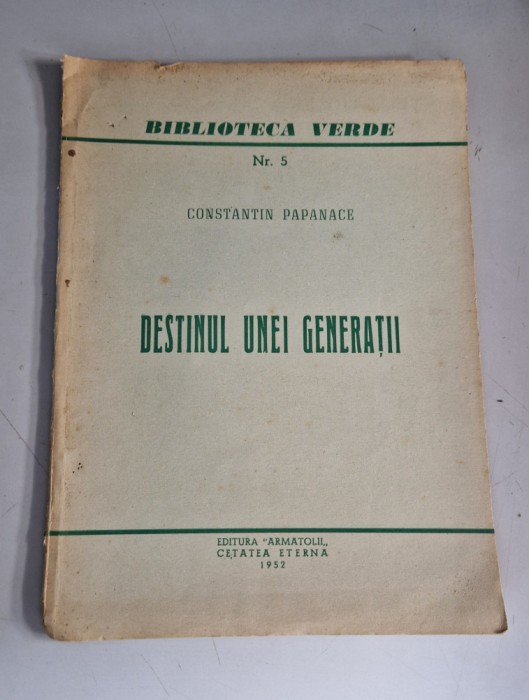 BIBLIOTECA VERDE
Nr. 5
CONSTANTIN PAPANACE
DESTINUL UNEI GENERAȚII
EDITURA "ARMATOLII„
CETATEA ETERNA
1952